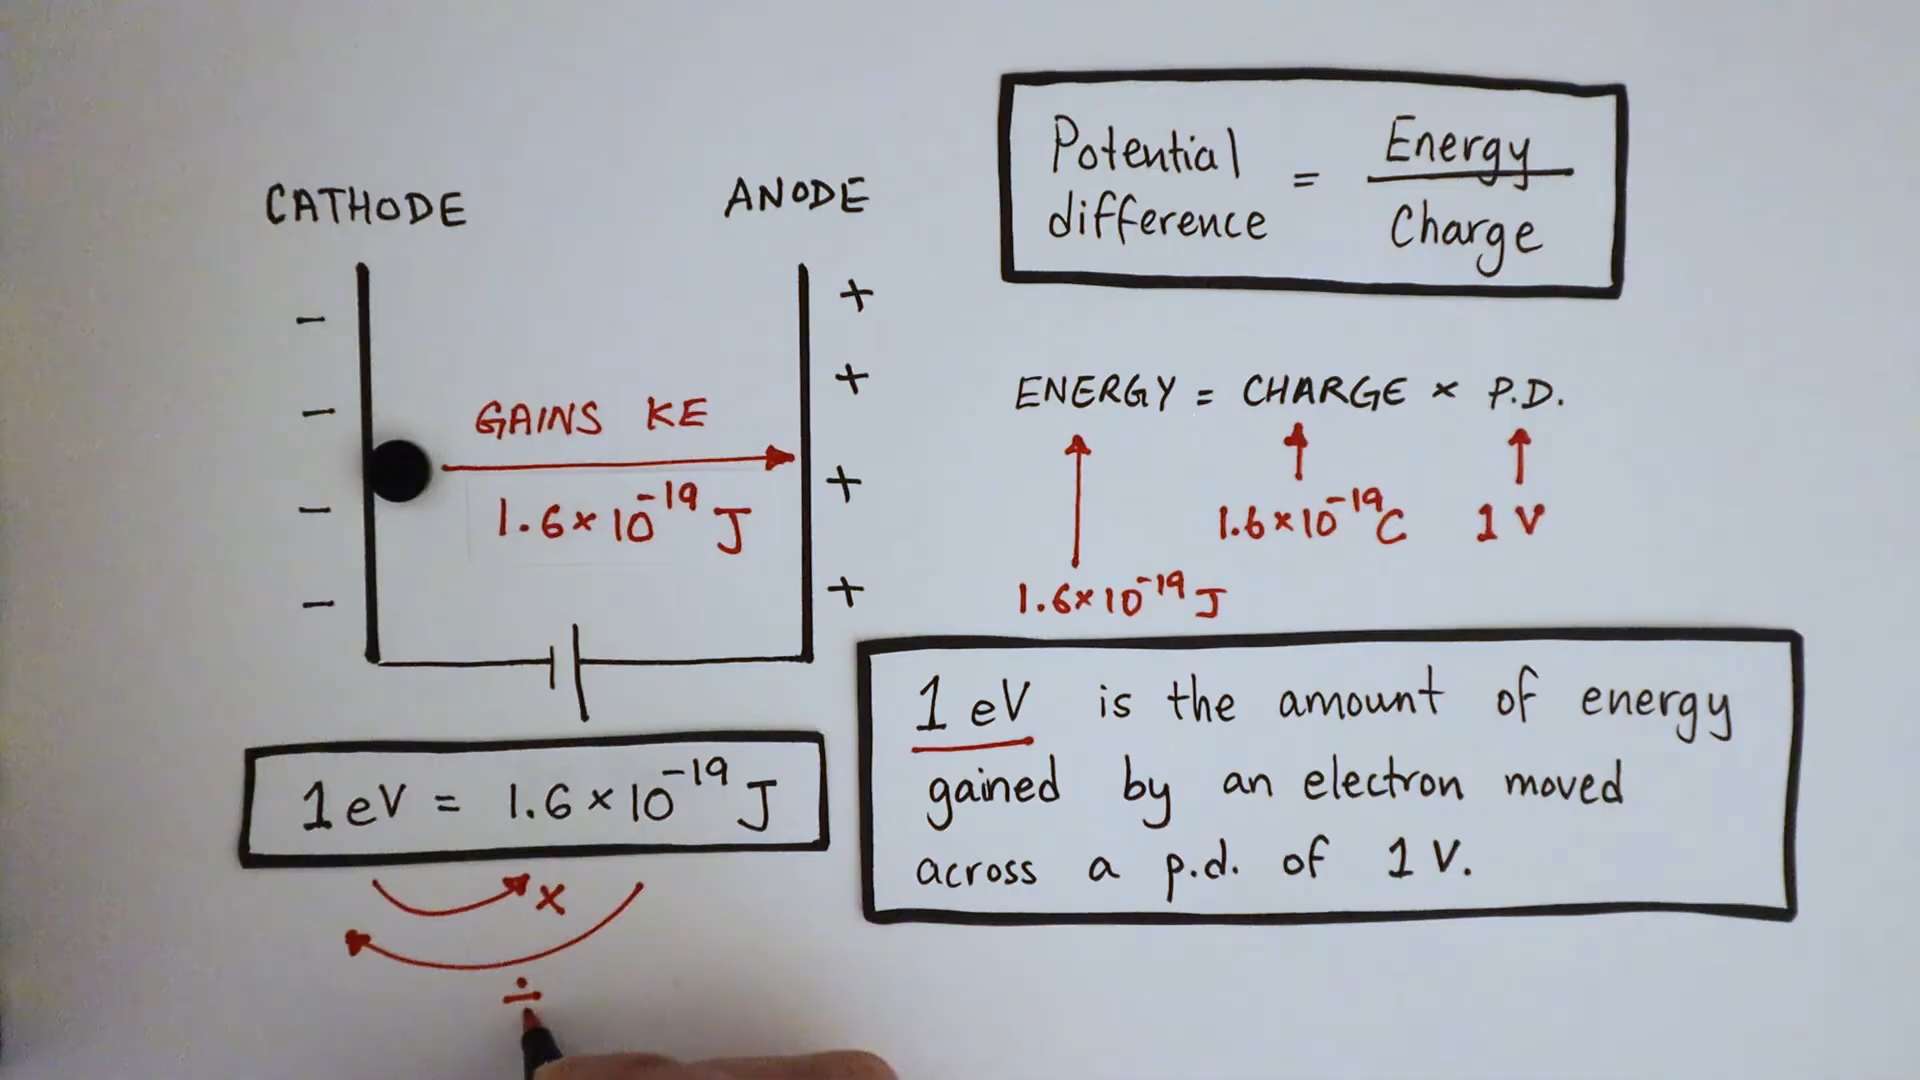 CATHODE
ANODE
−
−
−
−
+
+
+
+
GAINS KE
1.6×10⁻¹⁹ J
1 eV = 1.6×10⁻¹⁹ J
×
÷
Potential
difference
= Energy
Charge
ENERGY = CHARGE × P.D.
1.6×10⁻¹⁹C 1 V
1.6×10⁻¹⁹ J
1 eV is the amount of energy
gained by an electron moved
across a p.d. of 1 V.